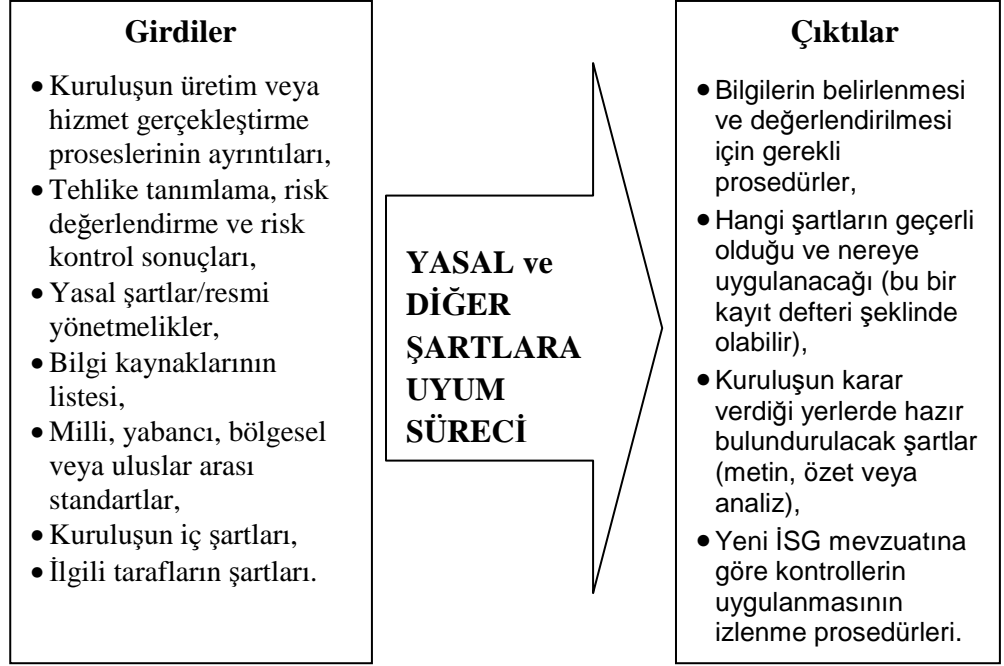 Girdiler
• Kuruluşun üretim veya
hizmet gerçekleştirme
proseslerinin ayrıntıları,
• Tehlike tanımlama, risk
değerlendirme ve risk
kontrol sonuçları,
• Yasal şartlar/resmi
yönetmelikler,
• Bilgi kaynaklarının
listesi,
• Milli, yabancı, bölgesel
veya uluslar arası
standartlar,
• Kuruluşun iç şartları,
• İlgili tarafların şartları.
YASAL ve
DİĞER
ŞARTLARA
UYUM
SÜRECİ
Çıktılar
• Bilgilerin belirlenmesi
ve değerlendirilmesi
için gerekli
prosedürler,
• Hangi şartların geçerli
olduğu ve nereye
uygulanacağı (bu bir
kayıt defteri şeklinde
olabilir),
• Kuruluşun karar
verdiği yerlerde hazır
bulundurulacak şartlar
(metin, özet veya
analiz),
• Yeni İSG mevzuatına
göre kontrollerin
uygulanmasının
izlenme prosedürleri.